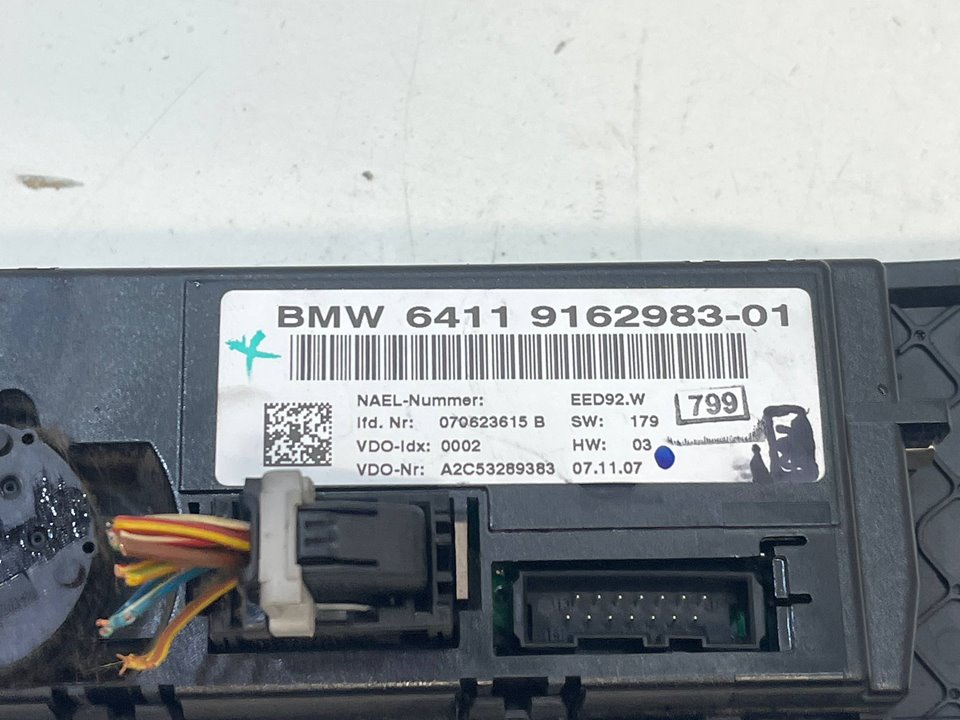 BMW 6411 9162983-01
NAEL-Nummer: EED92.W
lfd. Nr: 070623615 B SW: 179
799
VDO-Idx: 0002 HW: 03
VDO-Nr: A2C53289383 07.11.07